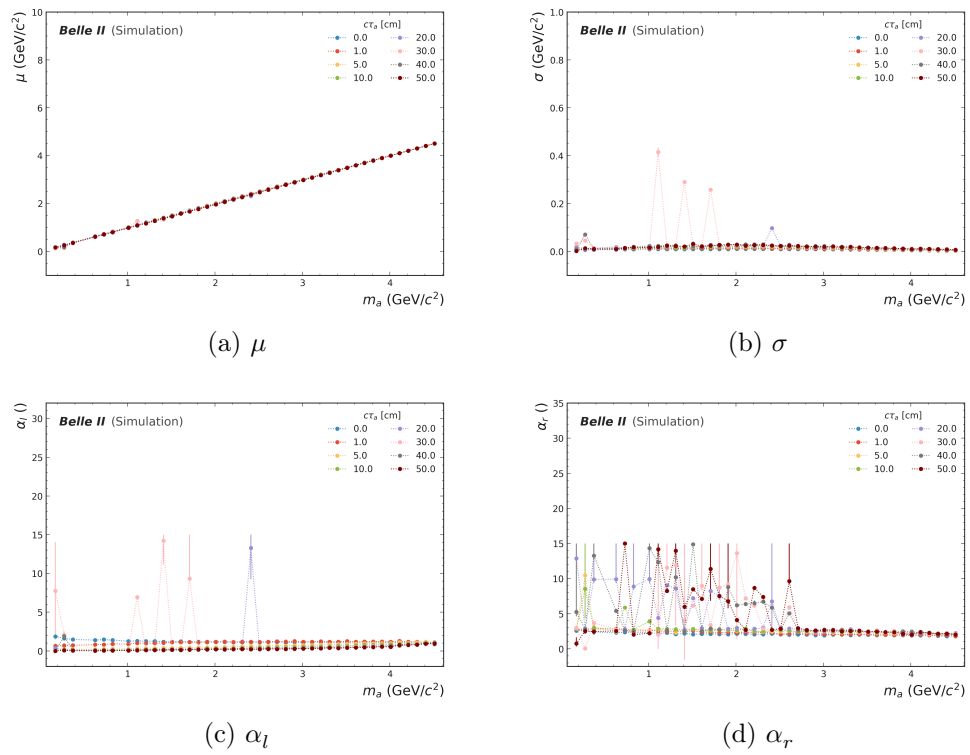 μ (GeV/c²)
Belle II (Simulation)
cτₐ [cm]
0.0 20.0
1.0 30.0
5.0 40.0
10.0 50.0
10
8
6
4
2
0
1 2 3 4
mₐ (GeV/c²)
(a) μ
σ (GeV/c²)
Belle II (Simulation)
cτₐ [cm]
0.0 20.0
1.0 30.0
5.0 40.0
10.0 50.0
1.0
0.8
0.6
0.4
0.2
0.0
1 2 3 4
mₐ (GeV/c²)
(b) σ
αₗ ()
Belle II (Simulation)
cτₐ [cm]
0.0 20.0
1.0 30.0
5.0 40.0
10.0 50.0
30
25
20
15
10
5
0
1 2 3 4
mₐ (GeV/c²)
(c) αₗ
αᵣ ()
Belle II (Simulation)
cτₐ [cm]
0.0 20.0
1.0 30.0
5.0 40.0
10.0 50.0
35
30
25
20
15
10
5
0
1 2 3 4
mₐ (GeV/c²)
(d) αᵣ